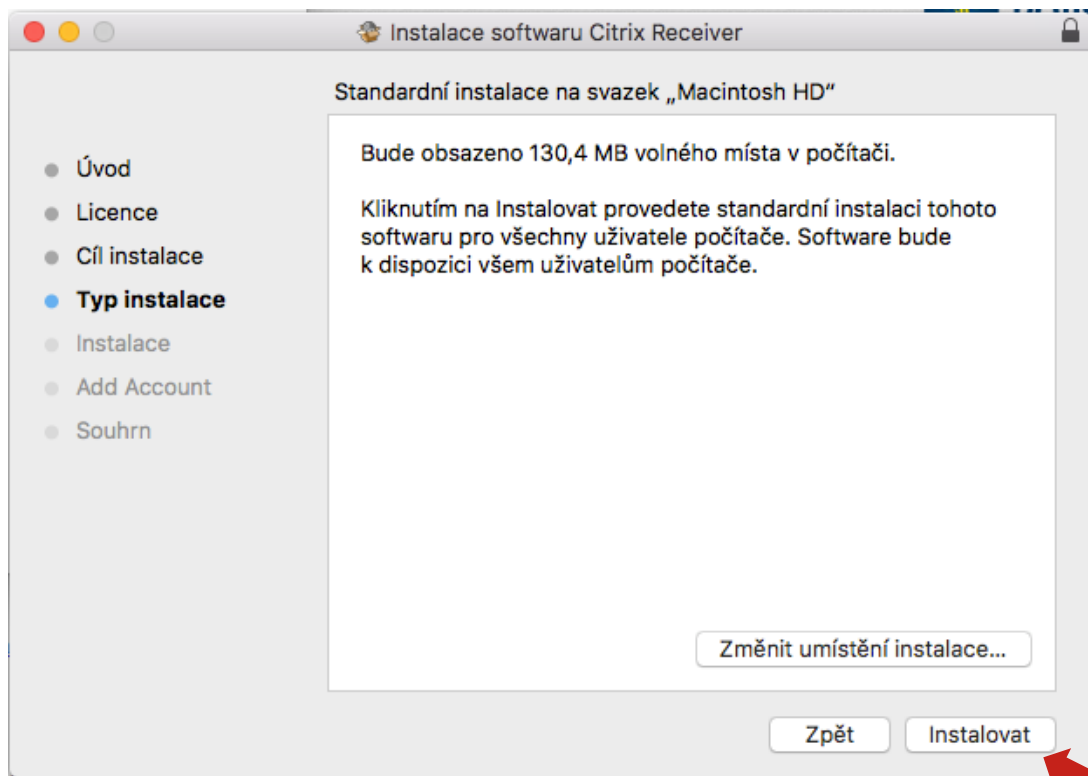 Instalace softwaru Citrix Receiver
Standardní instalace na svazek „Macintosh HD“
Úvod
Licence
Cíl instalace
Typ instalace
Instalace
Add Account
Souhrn
Bude obsazeno 130,4 MB volného místa v počítači.
Kliknutím na Instalovat provedete standardní instalaci tohoto
softwaru pro všechny uživatele počítače. Software bude
k dispozici všem uživatelům počítače.
Změnit umístění instalace...
Zpět
Instalovat